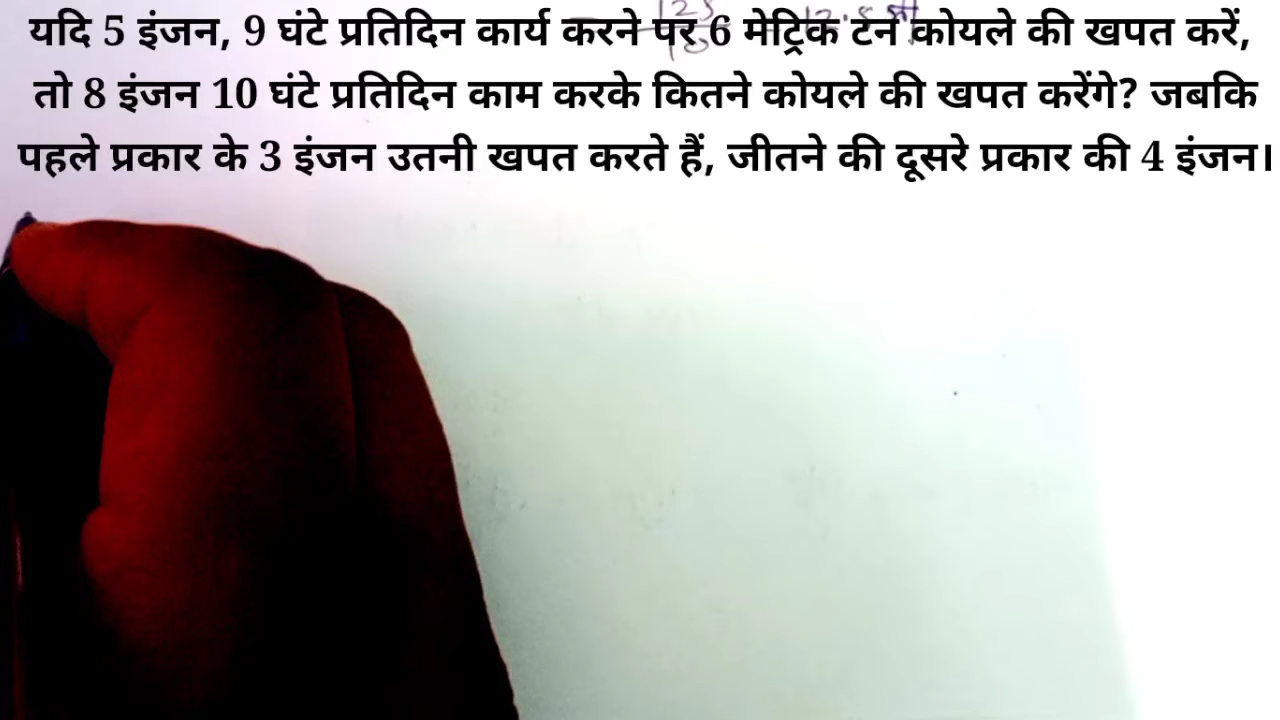 यदि 5 इंजन, 9 घंटे प्रतिदिन कार्य करने पर 6 मेट्रिक टन कोयले की खपत करें,
तो 8 इंजन 10 घंटे प्रतिदिन काम करके कितने कोयले की खपत करेंगे? जबकि
पहले प्रकार के 3 इंजन उतनी खपत करते हैं, जीतने की दूसरे प्रकार की 4 इंजन।